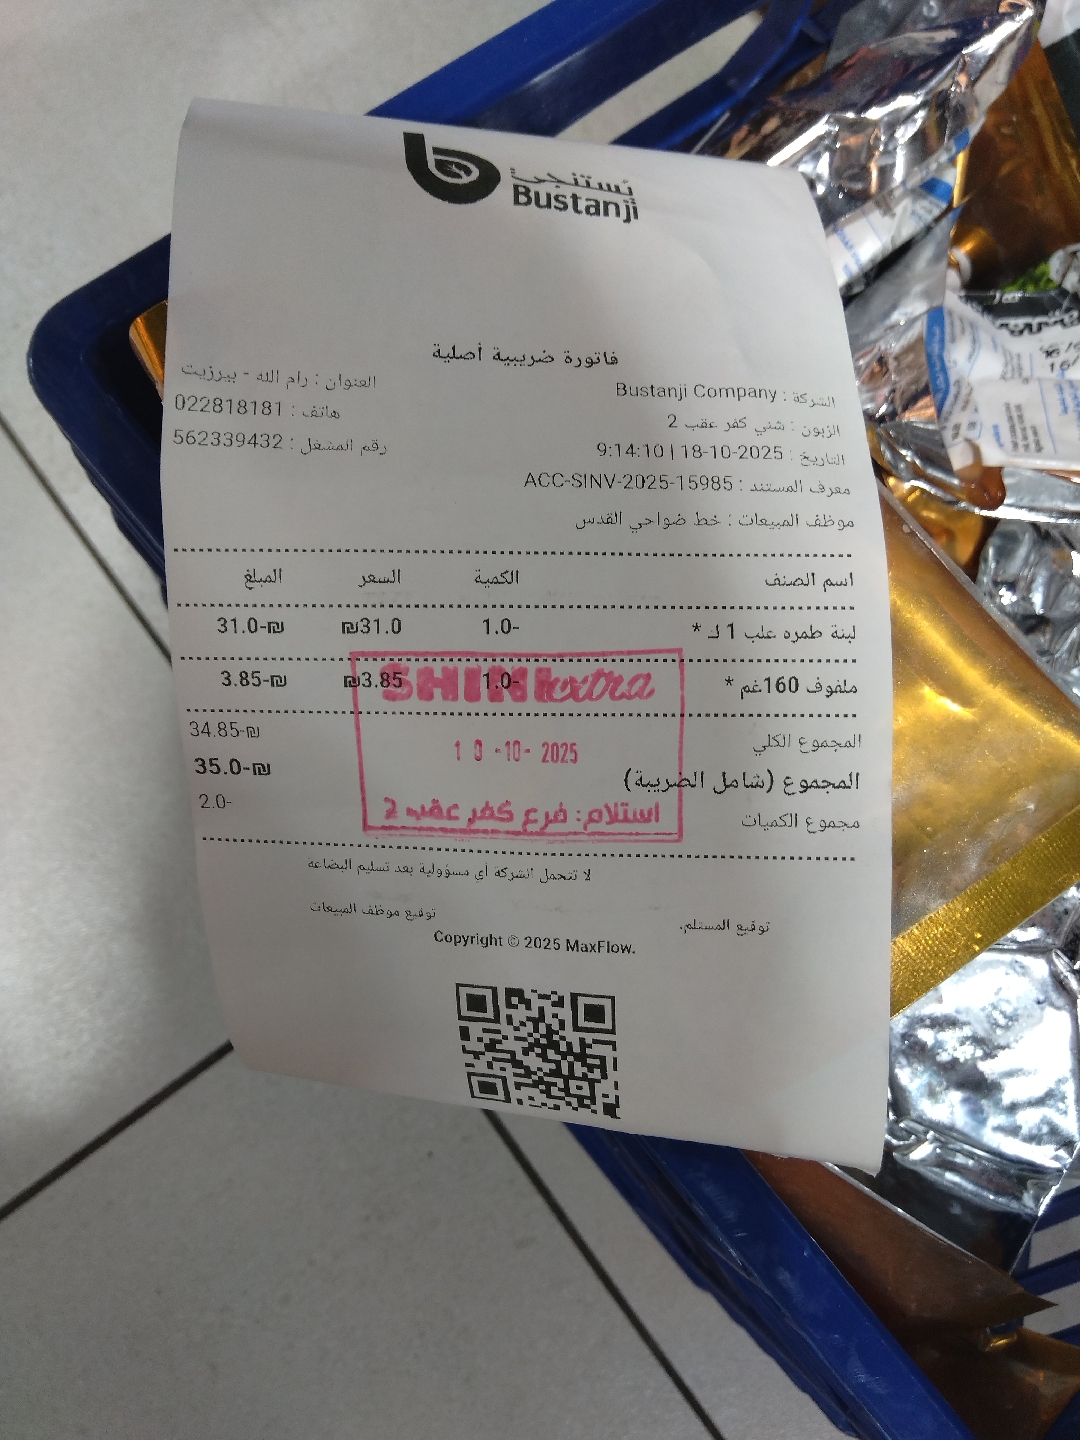 بستنجي
Bustanji
فاتورة ضريبية أصلية
الشركة : Bustanji Company
العنوان : رام الله - بيرزيت
الزبون : شني كفر عقب 2
هاتف : 022818181
التاريخ : 18-10-2025 | 9:14:10
رقم المشغل : 562339432
معرف المستند : ACC-SINV-2025-15985
موظف المبيعات : خط ضواحي القدس
اسم الصنف الكمية السعر المبلغ
لبنة طمره علب 1 ك * 1.0- ₪31.0 31.0-₪
ملفوف 160غم * 1.0- ₪3.85 3.85-₪
المجموع الكلي 34.85-₪
المجموع (شامل الضريبة) 35.0-₪
مجموع الكميات 2.0-
SHINI extra
10-2025
استلام: فرع كفر عقب 2
لا تتحمل الشركة أي مسؤولية بعد تسليم البضاعه
توقيع المستلم. توقيع موظف المبيعات
Copyright © 2025 MaxFlow.